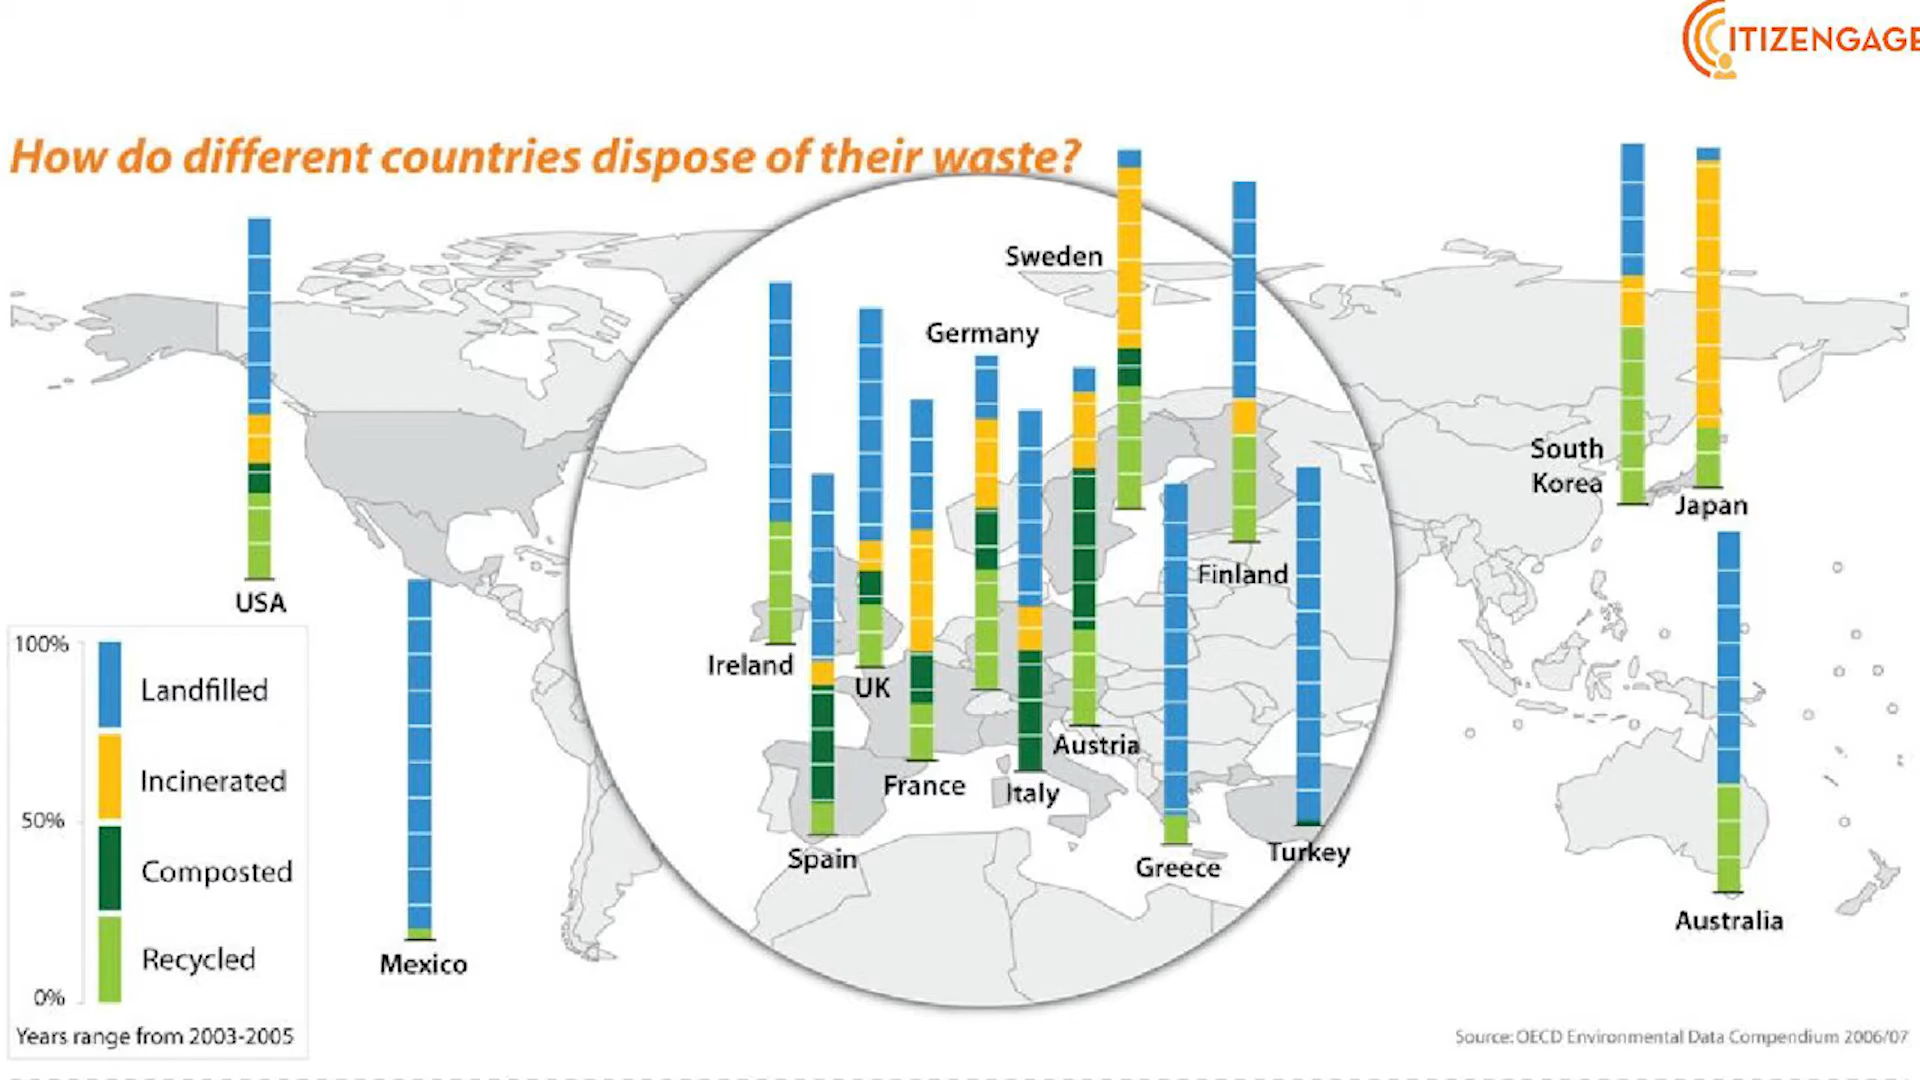 ITIZENGAGE
How do different countries dispose of their waste?
Sweden
Germany
South
Korea
Japan
Finland
USA
Ireland
UK
Austria
France
Italy
Spain
Greece
Turkey
Australia
Mexico
100%
Landfilled
Incinerated
50%
Composted
Recycled
0%
Years range from 2003-2005
Source: OECD Environmental Data Compendium 2006/07